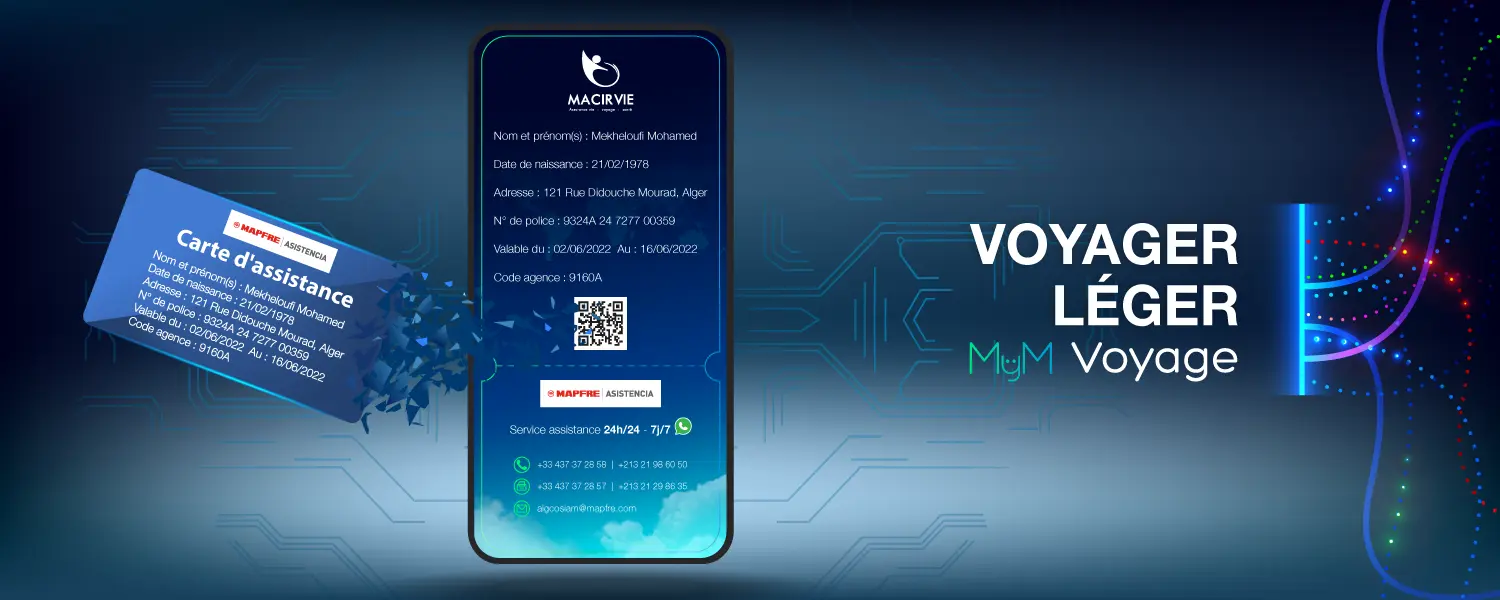 MAPFRE | ASISTENCIA
Carte d'assistance
Nom et prénom(s) : Mekheloufi Mohamed
Date de naissance : 21/02/1978
Adresse : 121 Rue Didouche Mourad, Alger
N° de police : 9324A 24 7277 00359
Valable du : 02/06/2022 Au : 16/06/2022
Code agence : 9160A
MACIRVIE
Assurance vie . voyage . santé
Nom et prénom(s) : Mekheloufi Mohamed
Date de naissance : 21/02/1978
Adresse : 121 Rue Didouche Mourad, Alger
N° de police : 9324A 24 7277 00359
Valable du : 02/06/2022 Au : 16/06/2022
Code agence : 9160A
MAPFRE | ASISTENCIA
Service assistance 24h/24 - 7j/7
+33 437 37 28 58 | +213 21 98 60 50
+33 437 37 28 57 | +213 21 29 86 35
algcosiam@mapfre.com
VOYAGER
LÉGER
MyM Voyage